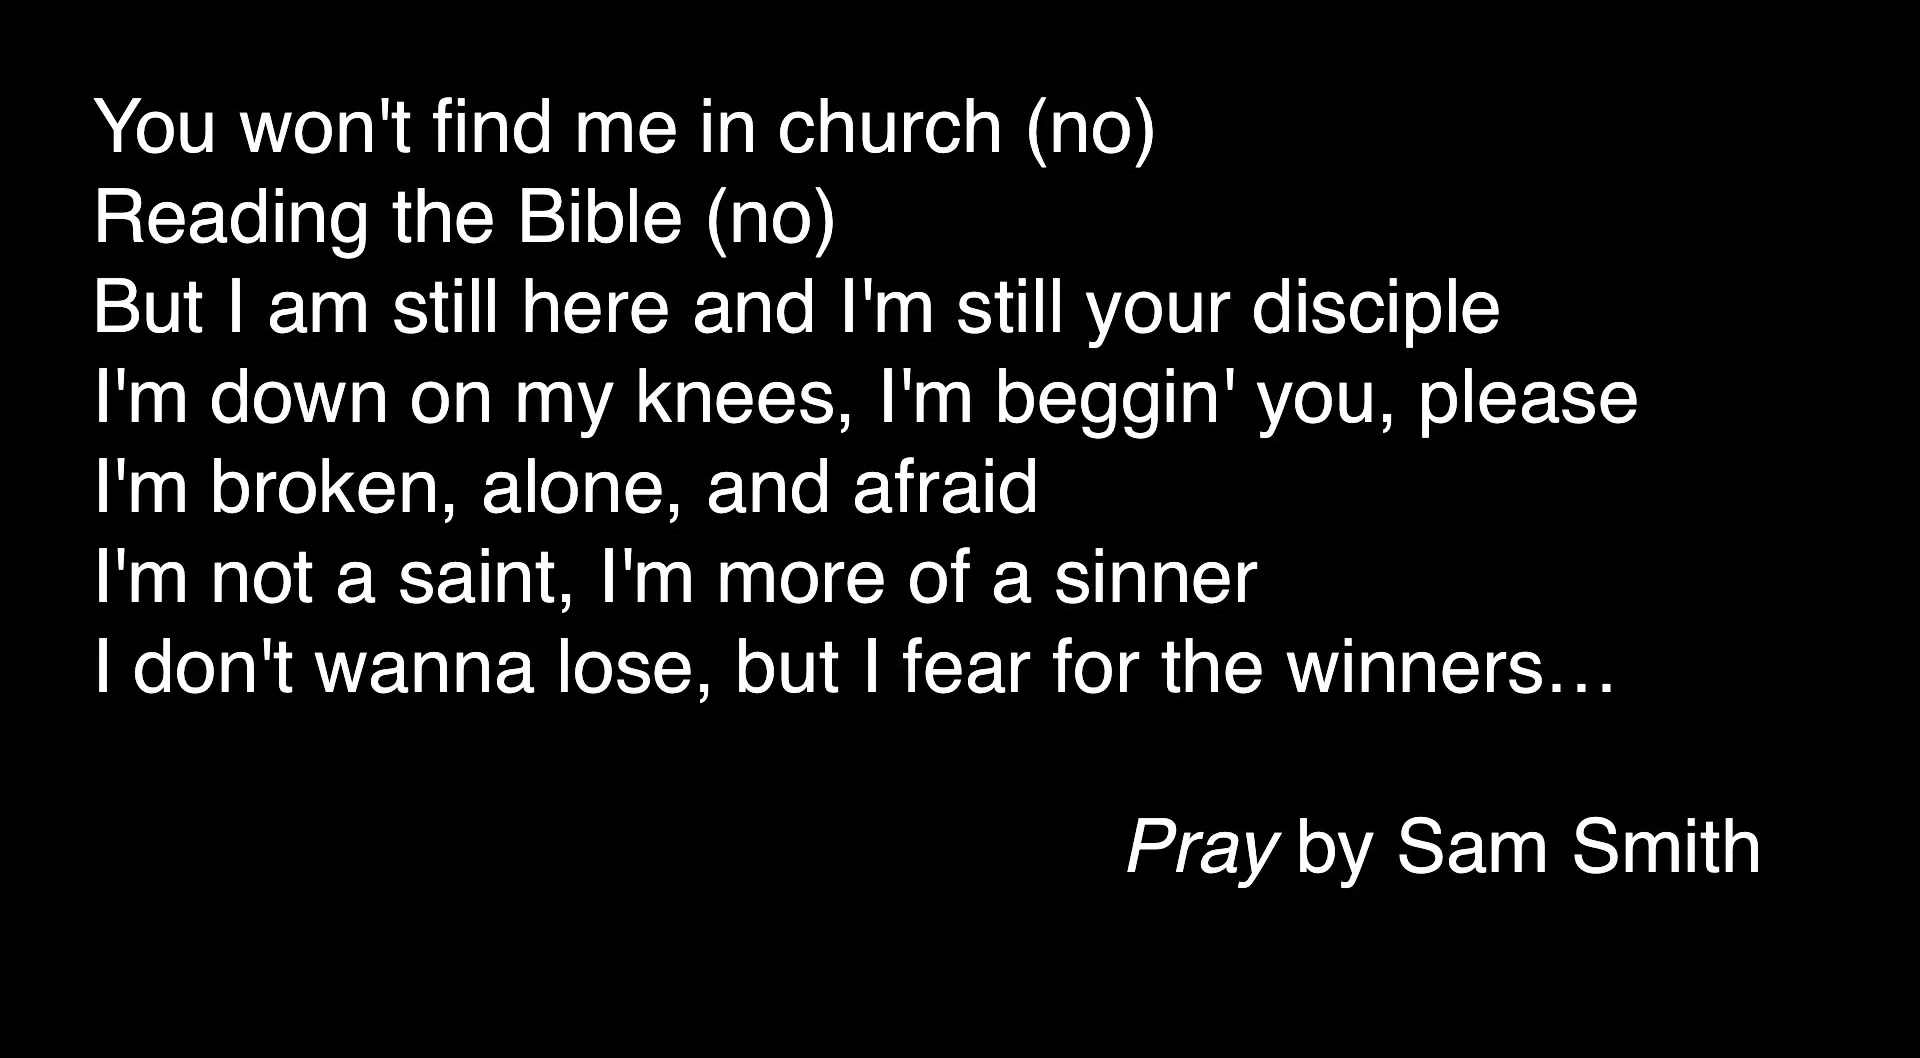 You won't find me in church (no)
Reading the Bible (no)
But I am still here and I'm still your disciple
I'm down on my knees, I'm beggin' you, please
I'm broken, alone, and afraid
I'm not a saint, I'm more of a sinner
I don't wanna lose, but I fear for the winners…
Pray by Sam Smith